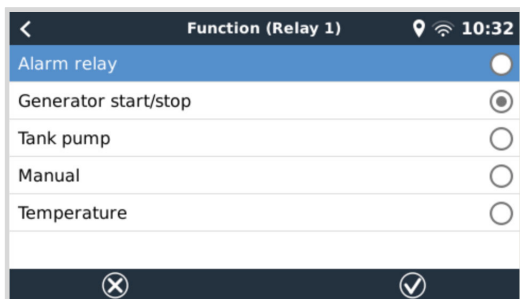 Function (Relay 1) 10:32
Alarm relay
Generator start/stop
Tank pump
Manual
Temperature